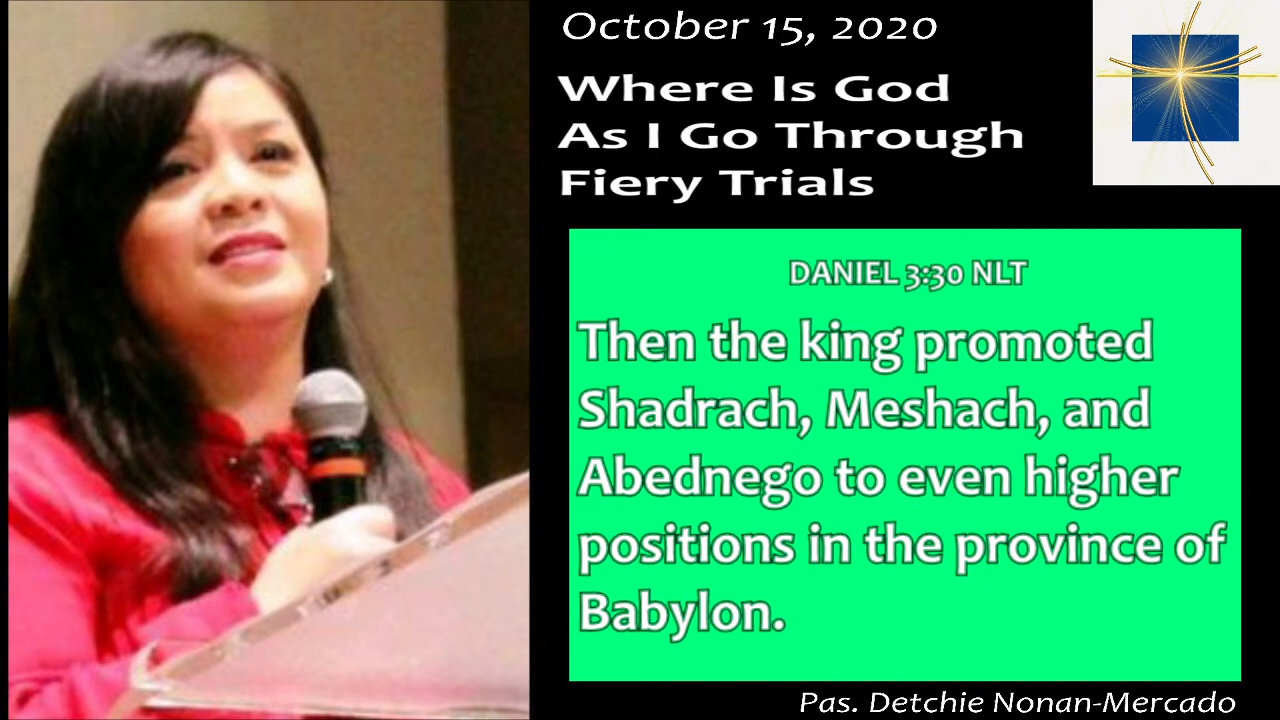 October 15, 2020
Where Is God
As I Go Through
Fiery Trials
DANIEL 3:30 NLT
Then the king promoted
Shadrach, Meshach, and
Abednego to even higher
positions in the province of
Babylon.
Pas. Detchie Nonan-Mercado